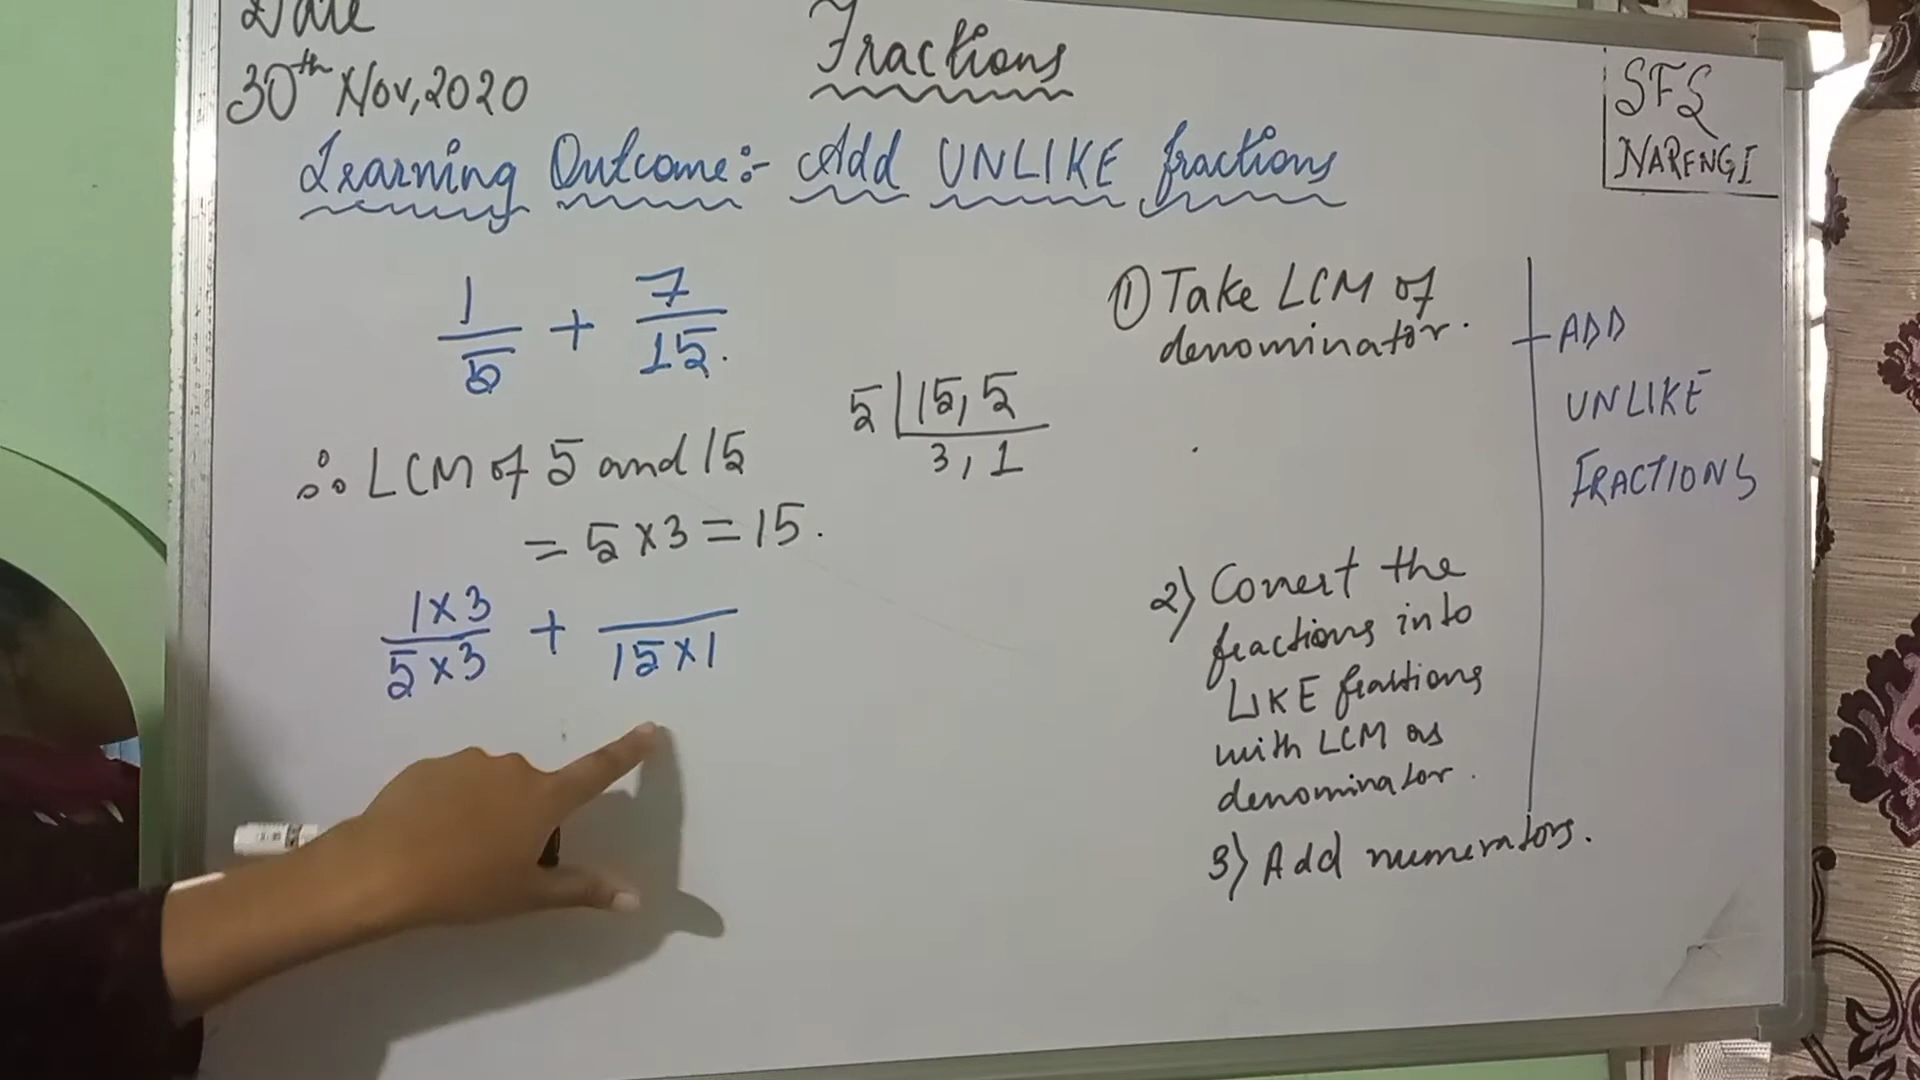 Date
30th Nov, 2020
Fractions
SFS
NARENGI
Learning Outcome:- Add UNLIKE fractions
1/5 + 7/15.
∴ LCM of 5 and 15
= 5 × 3 = 15.
5 | 15, 5
3, 1
1 × 3 / 5 × 3 + / 15 × 1
① Take LCM of
denominator.
2) Convert the
fractions into
LIKE fractions
with LCM as
denominator.
3) Add numerators.
ADD
UNLIKE
FRACTIONS